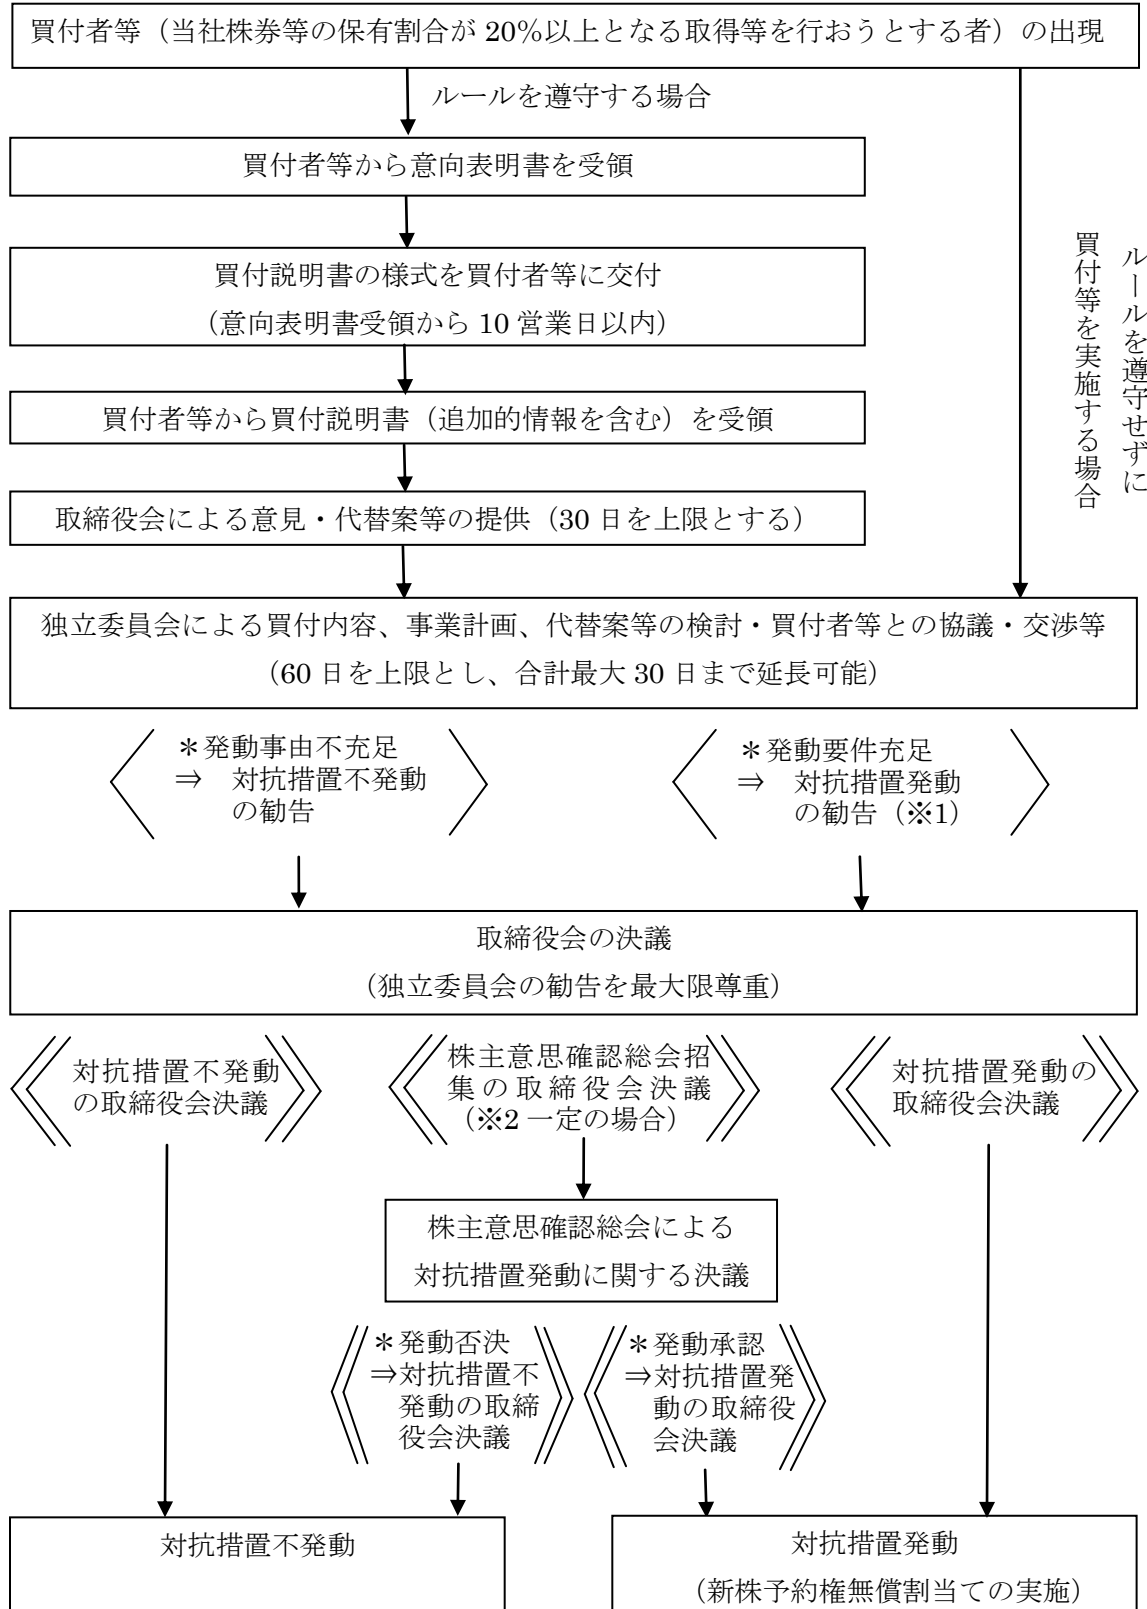 買付者等（当社株券等の保有割合が 20%以上となる取得等を行おうとする者）の出現
ルールを遵守する場合
買付者等から意向表明書を受領
買付説明書の様式を買付者等に交付
（意向表明書受領から 10 営業日以内）
買付者等から買付説明書（追加的情報を含む）を受領
取締役会による意見・代替案等の提供（30 日を上限とする）
ルールを遵守せずに
買付等を実施する場合
独立委員会による買付内容、事業計画、代替案等の検討・買付者等との協議・交渉等
（60 日を上限とし、合計最大 30 日まで延長可能）
＊発動事由不充足
⇒　対抗措置不発動
の勧告
＊発動要件充足
⇒　対抗措置発動
の勧告（※1）
取締役会の決議
（独立委員会の勧告を最大限尊重）
対抗措置不発動
の取締役会決議
株主意思確認総会招
集の取締役会決議
（※2 一定の場合）
対抗措置発動の
取締役会決議
株主意思確認総会による
対抗措置発動に関する決議
＊発動否決
⇒対抗措置不
発動の取締
役会決議
＊発動承認
⇒対抗措置発
動の取締役
会決議
対抗措置不発動
対抗措置発動
（新株予約権無償割当ての実施）